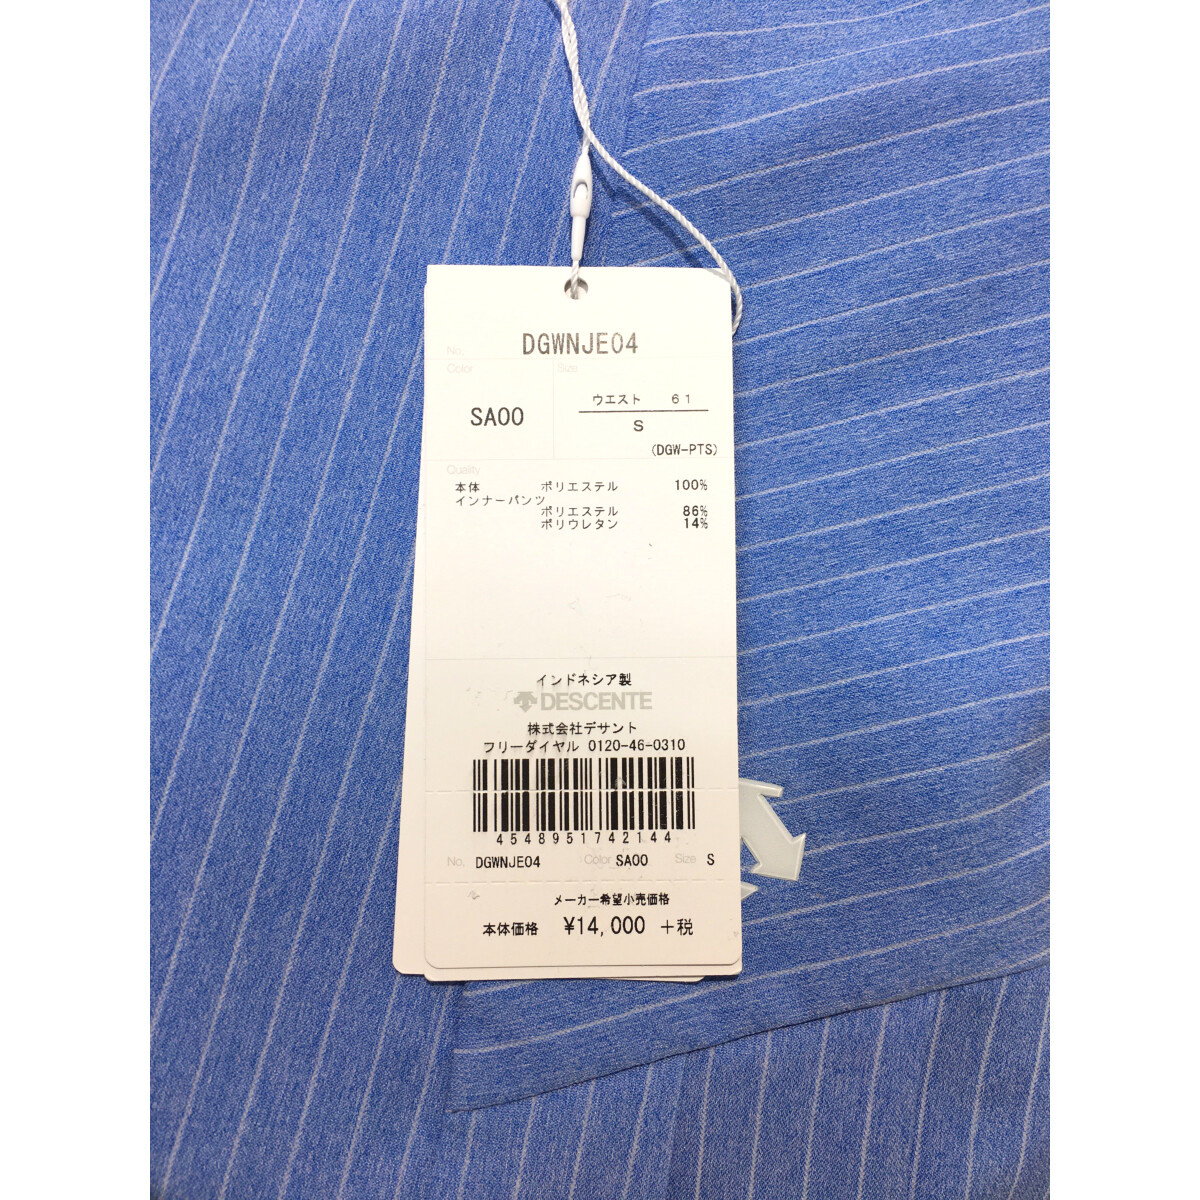 No. DGWNJE04
Color Size
SA00
ウエスト 61
S
(DGW-PTS)
Quality
本体 ポリエステル 100%
インナーパンツ
ポリエステル 86%
ポリウレタン 14%
インドネシア製
DESCENTE
株式会社デサント
フリーダイヤル 0120-46-0310
4548951742144
No. DGWNJE04 Color SA00 Size S
メーカー希望小売価格
本体価格 ¥14,000 +税